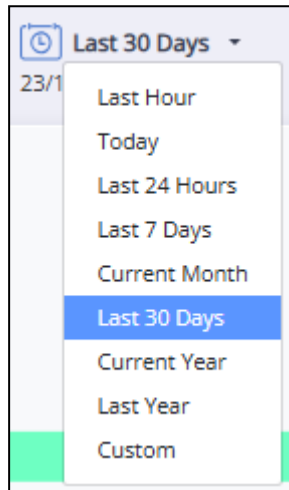 Last 30 Days
23/1
Last Hour
Today
Last 24 Hours
Last 7 Days
Current Month
Last 30 Days
Current Year
Last Year
Custom